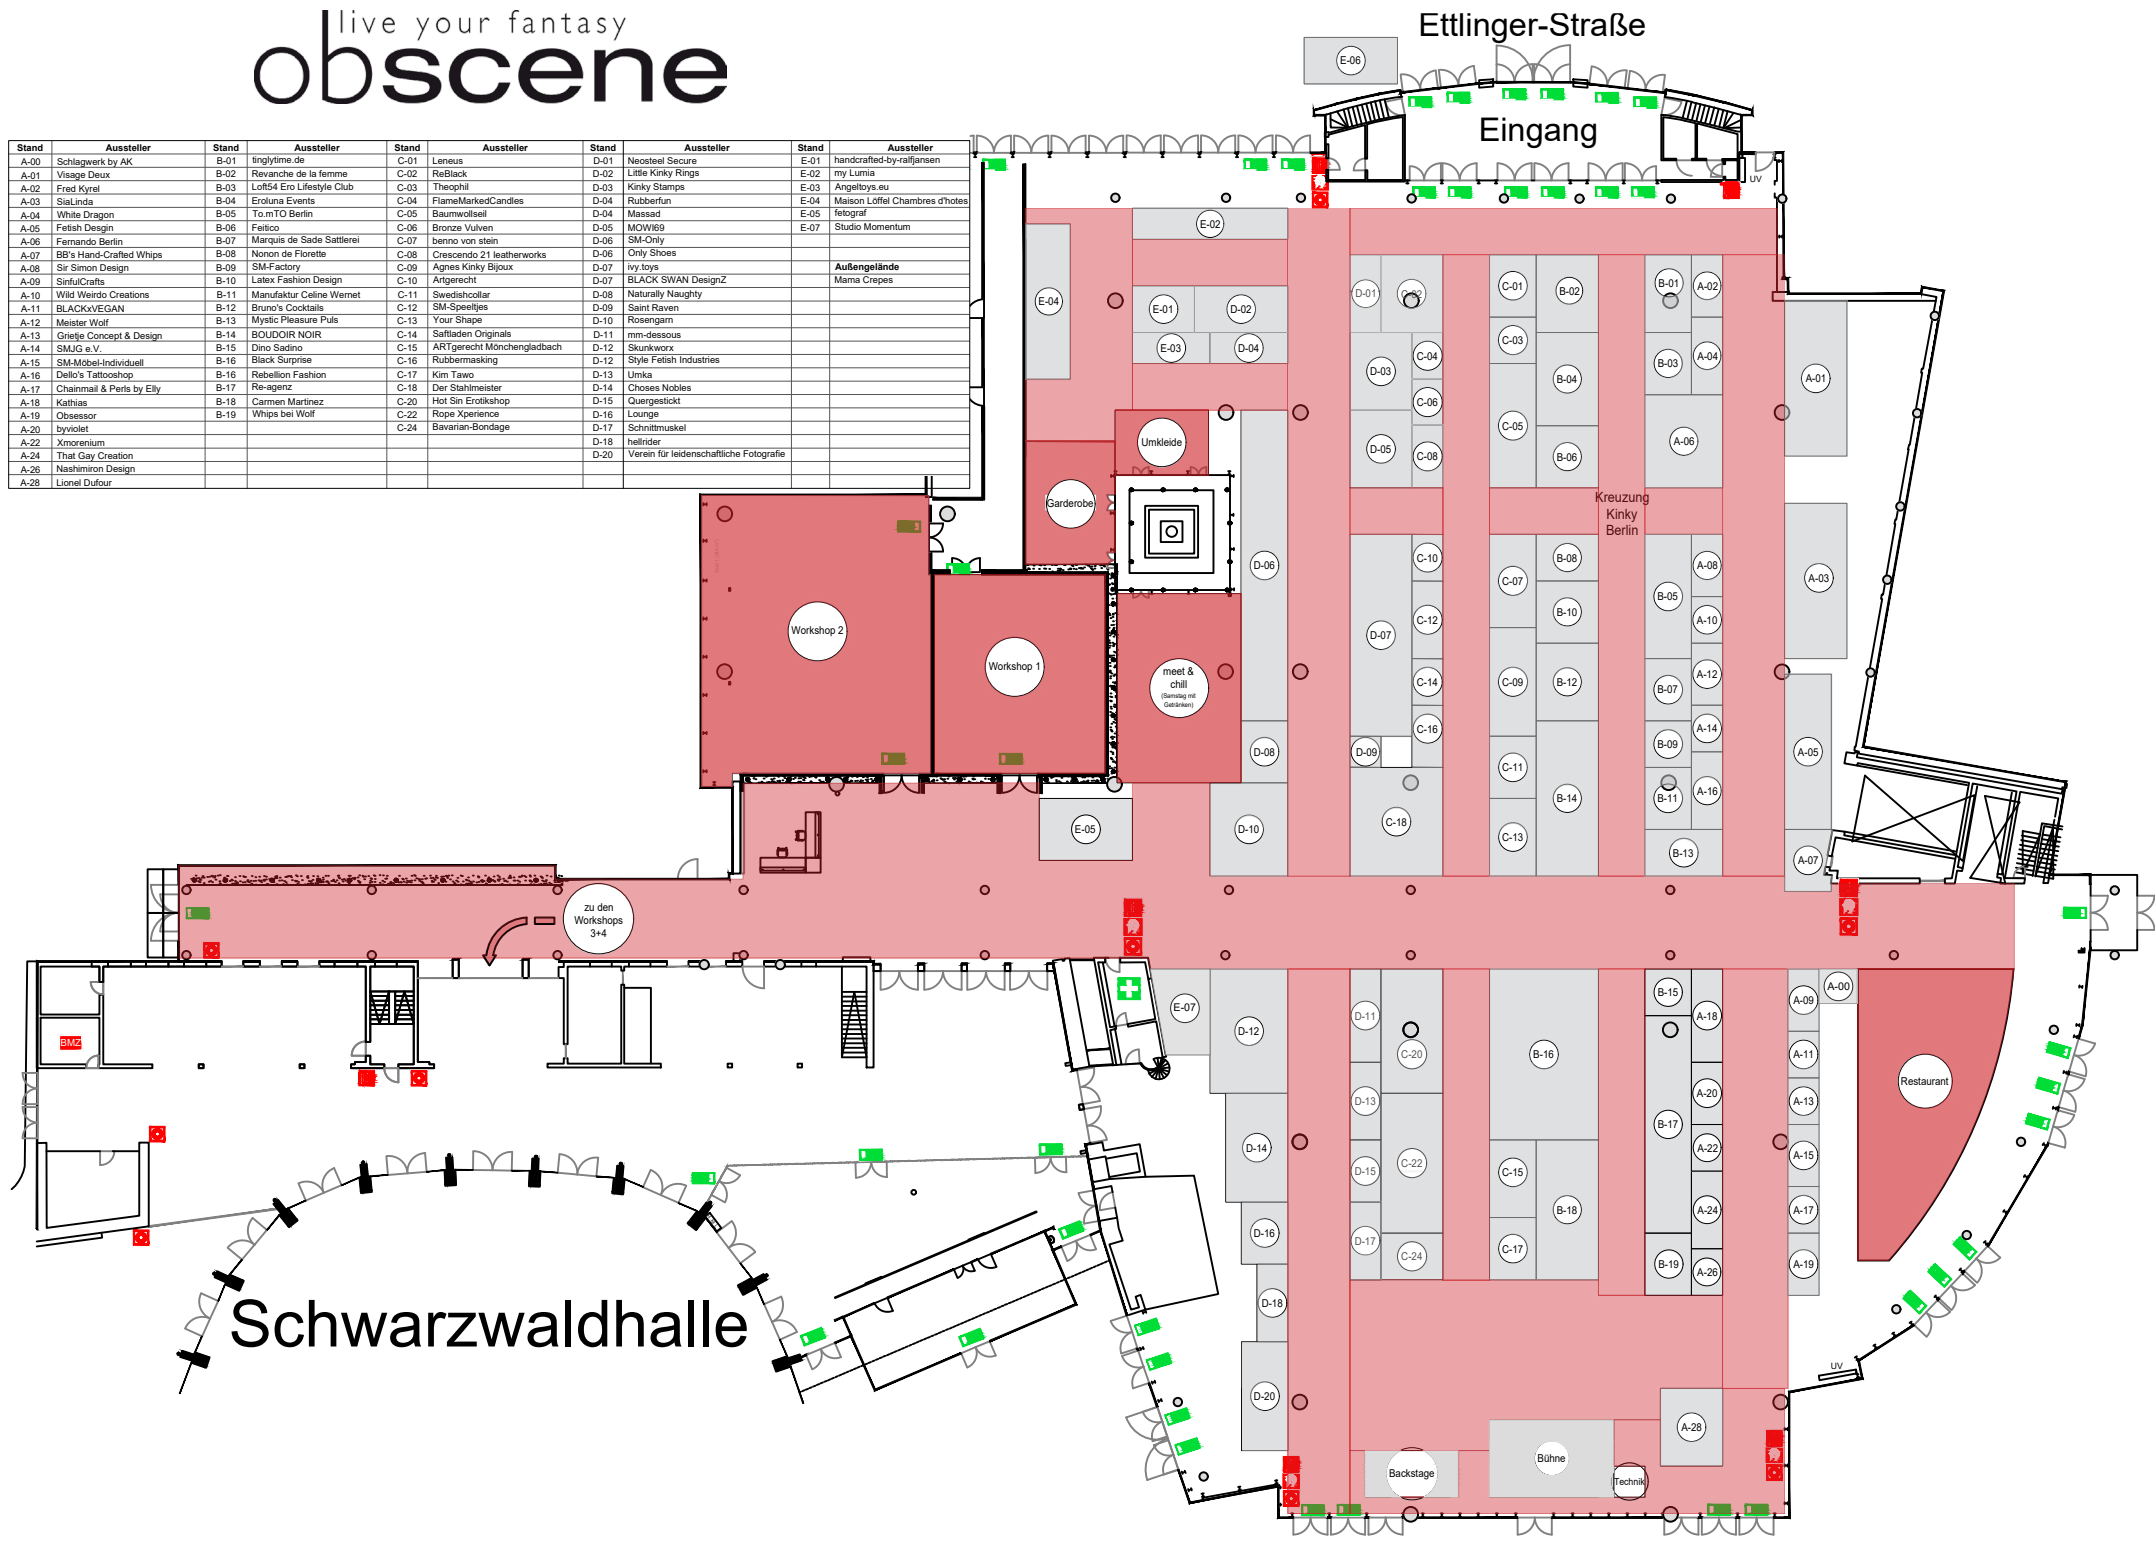 live your fantasy
obscene
Ettlinger-Straße
E-06
Eingang
UV
Stand Aussteller Stand Aussteller Stand Aussteller Stand Aussteller Stand Aussteller
A-00 Schlagwerk by AK B-01 tinglytime.de C-01 Leneus D-01 Neosteel Secure E-01 handcrafted-by-ralfjansen
A-01 Visage Deux B-02 Revanche de la femme C-02 ReBlack D-02 Little Kinky Rings E-02 my Lumia
A-02 Fred Kyrel B-03 Loft54 Ero Lifestyle Club C-03 Theophil D-03 Kinky Stamps E-03 Angeltoys.eu
A-03 SiaLinda B-04 Eroluna Events C-04 FlameMarkedCandles D-04 Rubberfun E-04 Maison Löffel Chambres d'hotes
A-04 White Dragon B-05 To.mTO Berlin C-05 Baumwollseil D-04 Massad E-05 fetograf
A-05 Fetish Desgin B-06 Feitico C-06 Bronze Vulven D-05 MOWI69 E-07 Studio Momentum
A-06 Fernando Berlin B-07 Marquis de Sade Sattlerei C-07 benno von stein D-06 SM-Only
A-07 BB's Hand-Crafted Whips B-08 Nonon de Florette C-08 Crescendo 21 leatherworks D-06 Only Shoes
A-08 Sir Simon Design B-09 SM-Factory C-09 Agnes Kinky Bijoux D-07 ivy.toys Außengelände
A-09 SinfulCrafts B-10 Latex Fashion Design C-10 Artgerecht D-07 BLACK SWAN DesignZ Mama Crepes
A-10 Wild Weirdo Creations B-11 Manufaktur Celine Wernet C-11 Swedishcollar D-08 Naturally Naughty
A-11 BLACKxVEGAN B-12 Bruno's Cocktails C-12 SM-Speeltjes D-09 Saint Raven
A-12 Meister Wolf B-13 Mystic Pleasure Puls C-13 Your Shape D-10 Rosengarn
A-13 Grietje Concept & Design B-14 BOUDOIR NOIR C-14 Saftladen Originals D-11 mm-dessous
A-14 SMJG e.V. B-15 Dino Sadino C-15 ARTgerecht Mönchengladbach D-12 Skunkworx
A-15 SM-Möbel-Individuell B-16 Black Surprise C-16 Rubbermasking D-12 Style Fetish Industries
A-16 Dello's Tattooshop B-16 Rebellion Fashion C-17 Kim Tawo D-13 Umka
A-17 Chainmail & Perls by Elly B-17 Re-agenz C-18 Der Stahlmeister D-14 Choses Nobles
A-18 Kathias B-18 Carmen Martinez C-20 Hot Sin Erotikshop D-15 Quergestickt
A-19 Obsessor B-19 Whips bei Wolf C-22 Rope Xperience D-16 Lounge
A-20 byviolet C-24 Bavarian-Bondage D-17 Schnittmuskel
A-22 Xmorenium D-18 hellrider
A-24 That Gay Creation D-20 Verein für leidenschaftliche Fotografie
A-26 Nashimiron Design
A-28 Lionel Dufour
E-02
E-04
E-01 D-02
E-03 D-04
D-01 C-02 C-01 B-02 B-01 A-02
C-03 C-04 A-04
D-03 B-04 B-03 A-01
C-06
C-05
D-05 C-08 B-06 A-06
Umkleide
Garderobe
Kreuzung
Kinky
Berlin
D-06 C-10 C-07 B-08 A-08 A-03
B-05
D-07 C-12 B-10 A-10
C-14 C-09 B-12 B-07 A-12
C-16 A-14
D-08 D-09 C-11 B-09 A-05
B-14 B-11 A-16
D-10 C-18 C-13 B-13 A-07
Workshop 2
Workshop 1
meet &
chill
(Samstag mit
Getränken)
E-05
zu den
Workshops
3+4
BMZ
E-07 D-12 D-11 C-20 B-16 B-15 A-18 A-09 A-00
A-11
D-13 B-17 A-20 A-13
Restaurant
D-14 D-15 C-22 C-15 A-22 A-15
D-16 D-17 B-18 A-24 A-17
C-24 C-17 B-19 A-26 A-19
D-18
Schwarzwaldhalle
UV
D-20
A-28
Backstage
Bühne
Technik